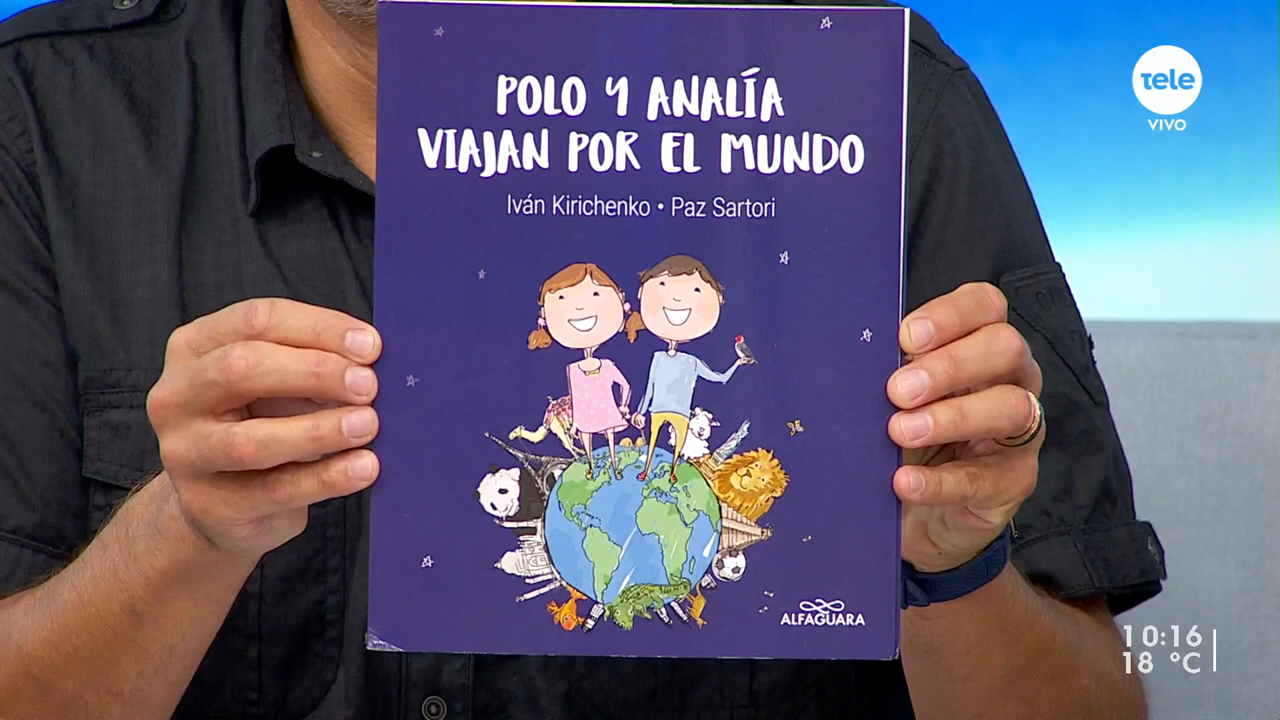 POLO Y ANALÍA
VIAJAN POR EL MUNDO
Iván Kirichenko • Paz Sartori
ALFAGUARA
TELE
VIVO
10:16
18 °C